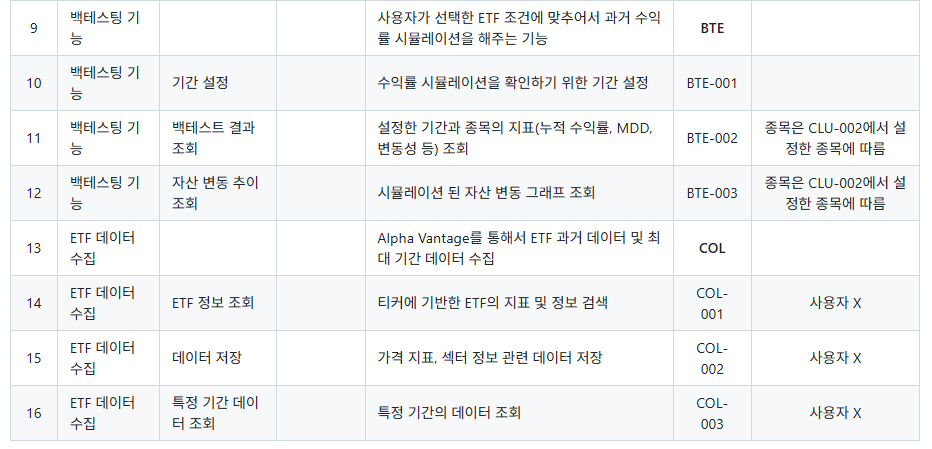 9 백테스팅 기능 사용자가 선택한 ETF 조건에 맞추어서 과거 수익률 시뮬레이션을 해주는 기능 BTE
10 백테스팅 기능 기간 설정 수익률 시뮬레이션을 확인하기 위한 기간 설정 BTE-001
11 백테스팅 기능 백테스트 결과 조회 설정한 기간과 종목의 지표(누적 수익률, MDD, 변동성 등) 조회 BTE-002 종목은 CLU-002에서 설정한 종목에 따름
12 백테스팅 기능 자산 변동 추이 조회 시뮬레이션 된 자산 변동 그래프 조회 BTE-003 종목은 CLU-002에서 설정한 종목에 따름
13 ETF 데이터 수집 Alpha Vantage를 통해서 ETF 과거 데이터 및 최대 기간 데이터 수집 COL
14 ETF 데이터 수집 ETF 정보 조회 티커에 기반한 ETF의 지표 및 정보 검색 COL-001 사용자 X
15 ETF 데이터 수집 데이터 저장 가격 지표, 섹터 정보 관련 데이터 저장 COL-002 사용자 X
16 ETF 데이터 수집 특정 기간 데이터 조회 특정 기간의 데이터 조회 COL-003 사용자 X